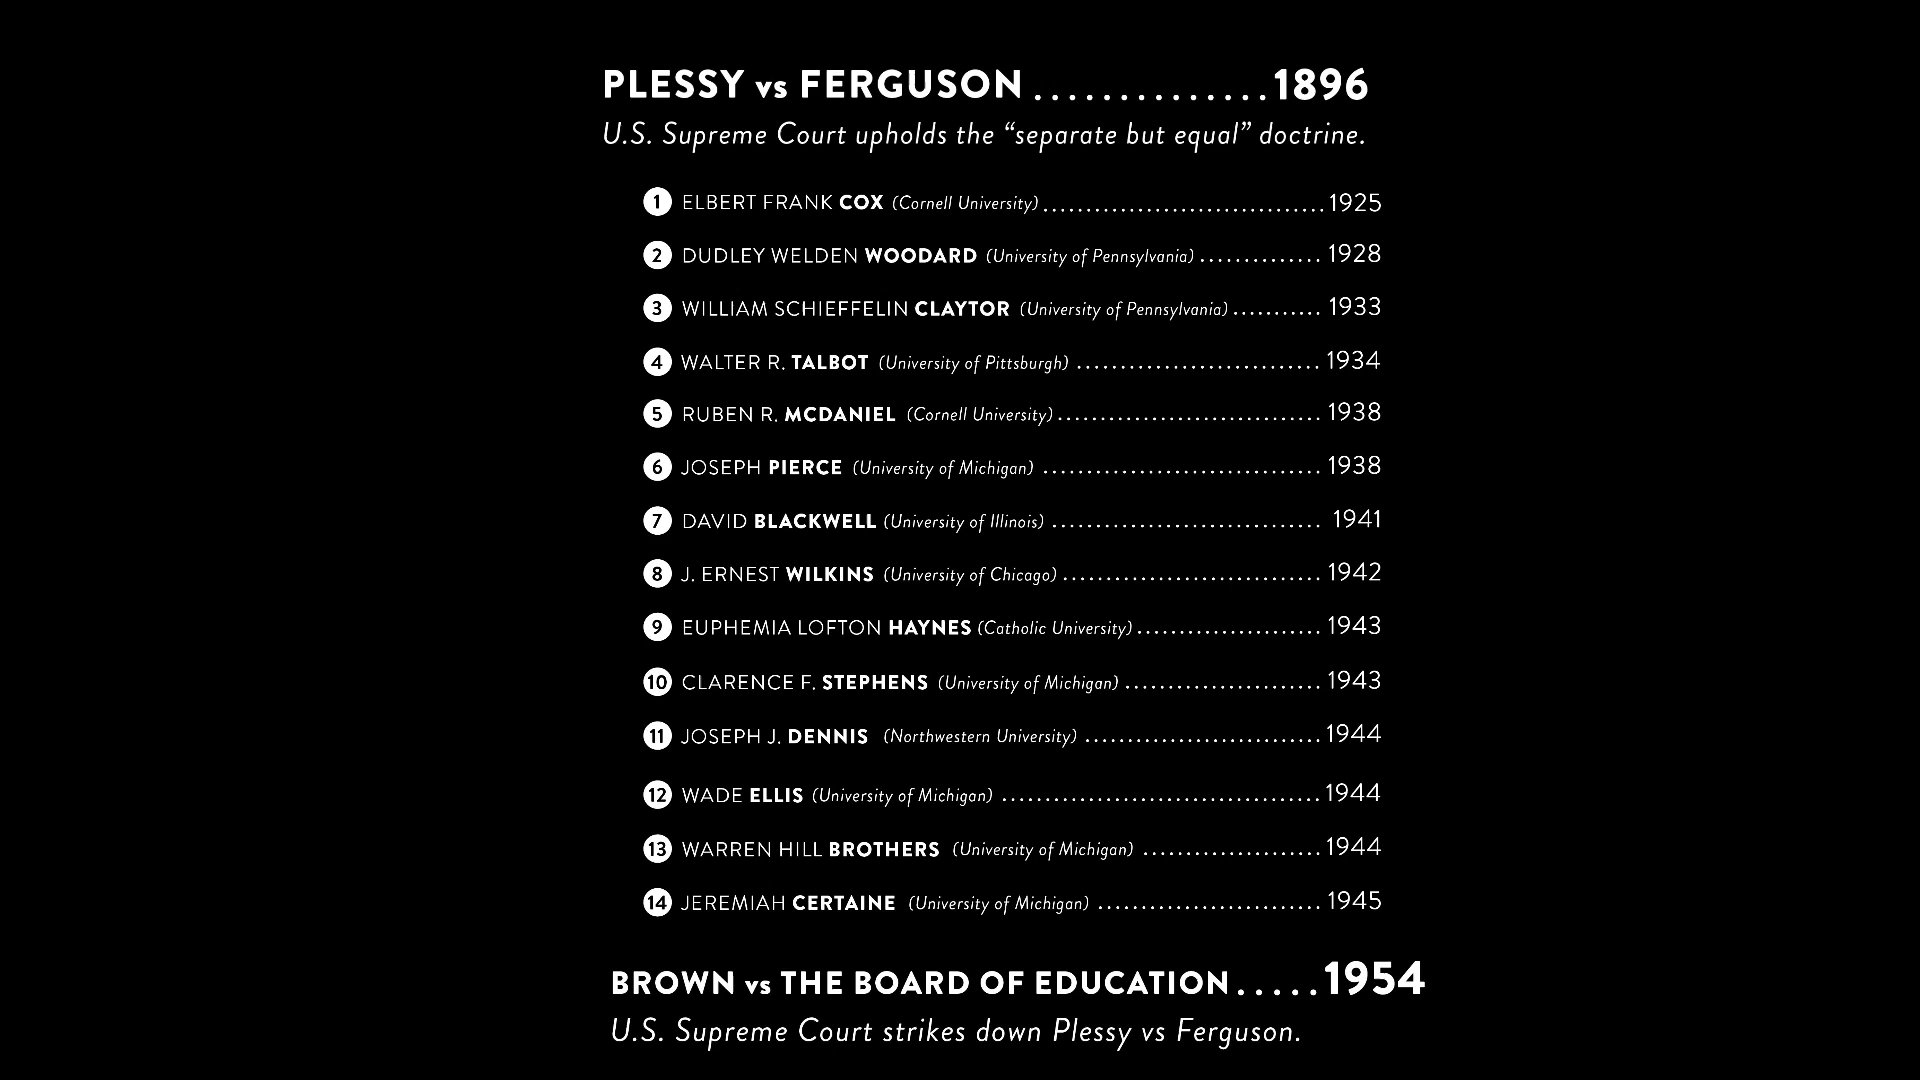 PLESSY vs FERGUSON ..............1896
U.S. Supreme Court upholds the “separate but equal” doctrine.
1 ELBERT FRANK COX (Cornell University) ................................. 1925
2 DUDLEY WELDEN WOODARD (University of Pennsylvania) .............. 1928
3 WILLIAM SCHIEFFELIN CLAYTOR (University of Pennsylvania) ........... 1933
4 WALTER R. TALBOT (University of Pittsburgh) ............................. 1934
5 RUBEN R. MCDANIEL (Cornell University) ............................... 1938
6 JOSEPH PIERCE (University of Michigan) ................................. 1938
7 DAVID BLACKWELL (University of Illinois) ................................ 1941
8 J. ERNEST WILKINS (University of Chicago) ............................... 1942
9 EUPHEMIA LOFTON HAYNES (Catholic University) ...................... 1943
10 CLARENCE F. STEPHENS (University of Michigan) ....................... 1943
11 JOSEPH J. DENNIS (Northwestern University) ............................ 1944
12 WADE ELLIS (University of Michigan) ...................................... 1944
13 WARREN HILL BROTHERS (University of Michigan) ..................... 1944
14 JEREMIAH CERTAINE (University of Michigan) .......................... 1945
BROWN vs THE BOARD OF EDUCATION .....1954
U.S. Supreme Court strikes down Plessy vs Ferguson.